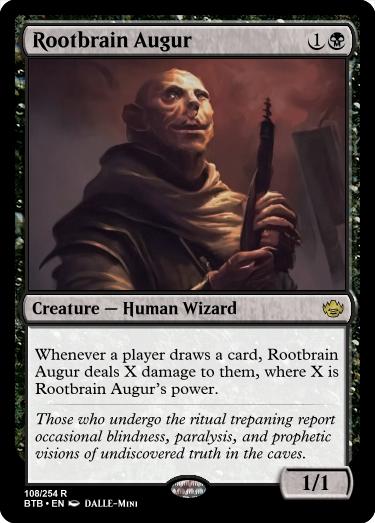 Rootbrain Augur 1
Creature — Human Wizard
Whenever a player draws a card, Rootbrain
Augur deals X damage to them, where X is
Rootbrain Augur's power.
Those who undergo the ritual trepaning report
occasional blindness, paralysis, and prophetic
visions of undiscovered truth in the caves.
1/1
108/254 R
BTB • EN DALLE-Mini